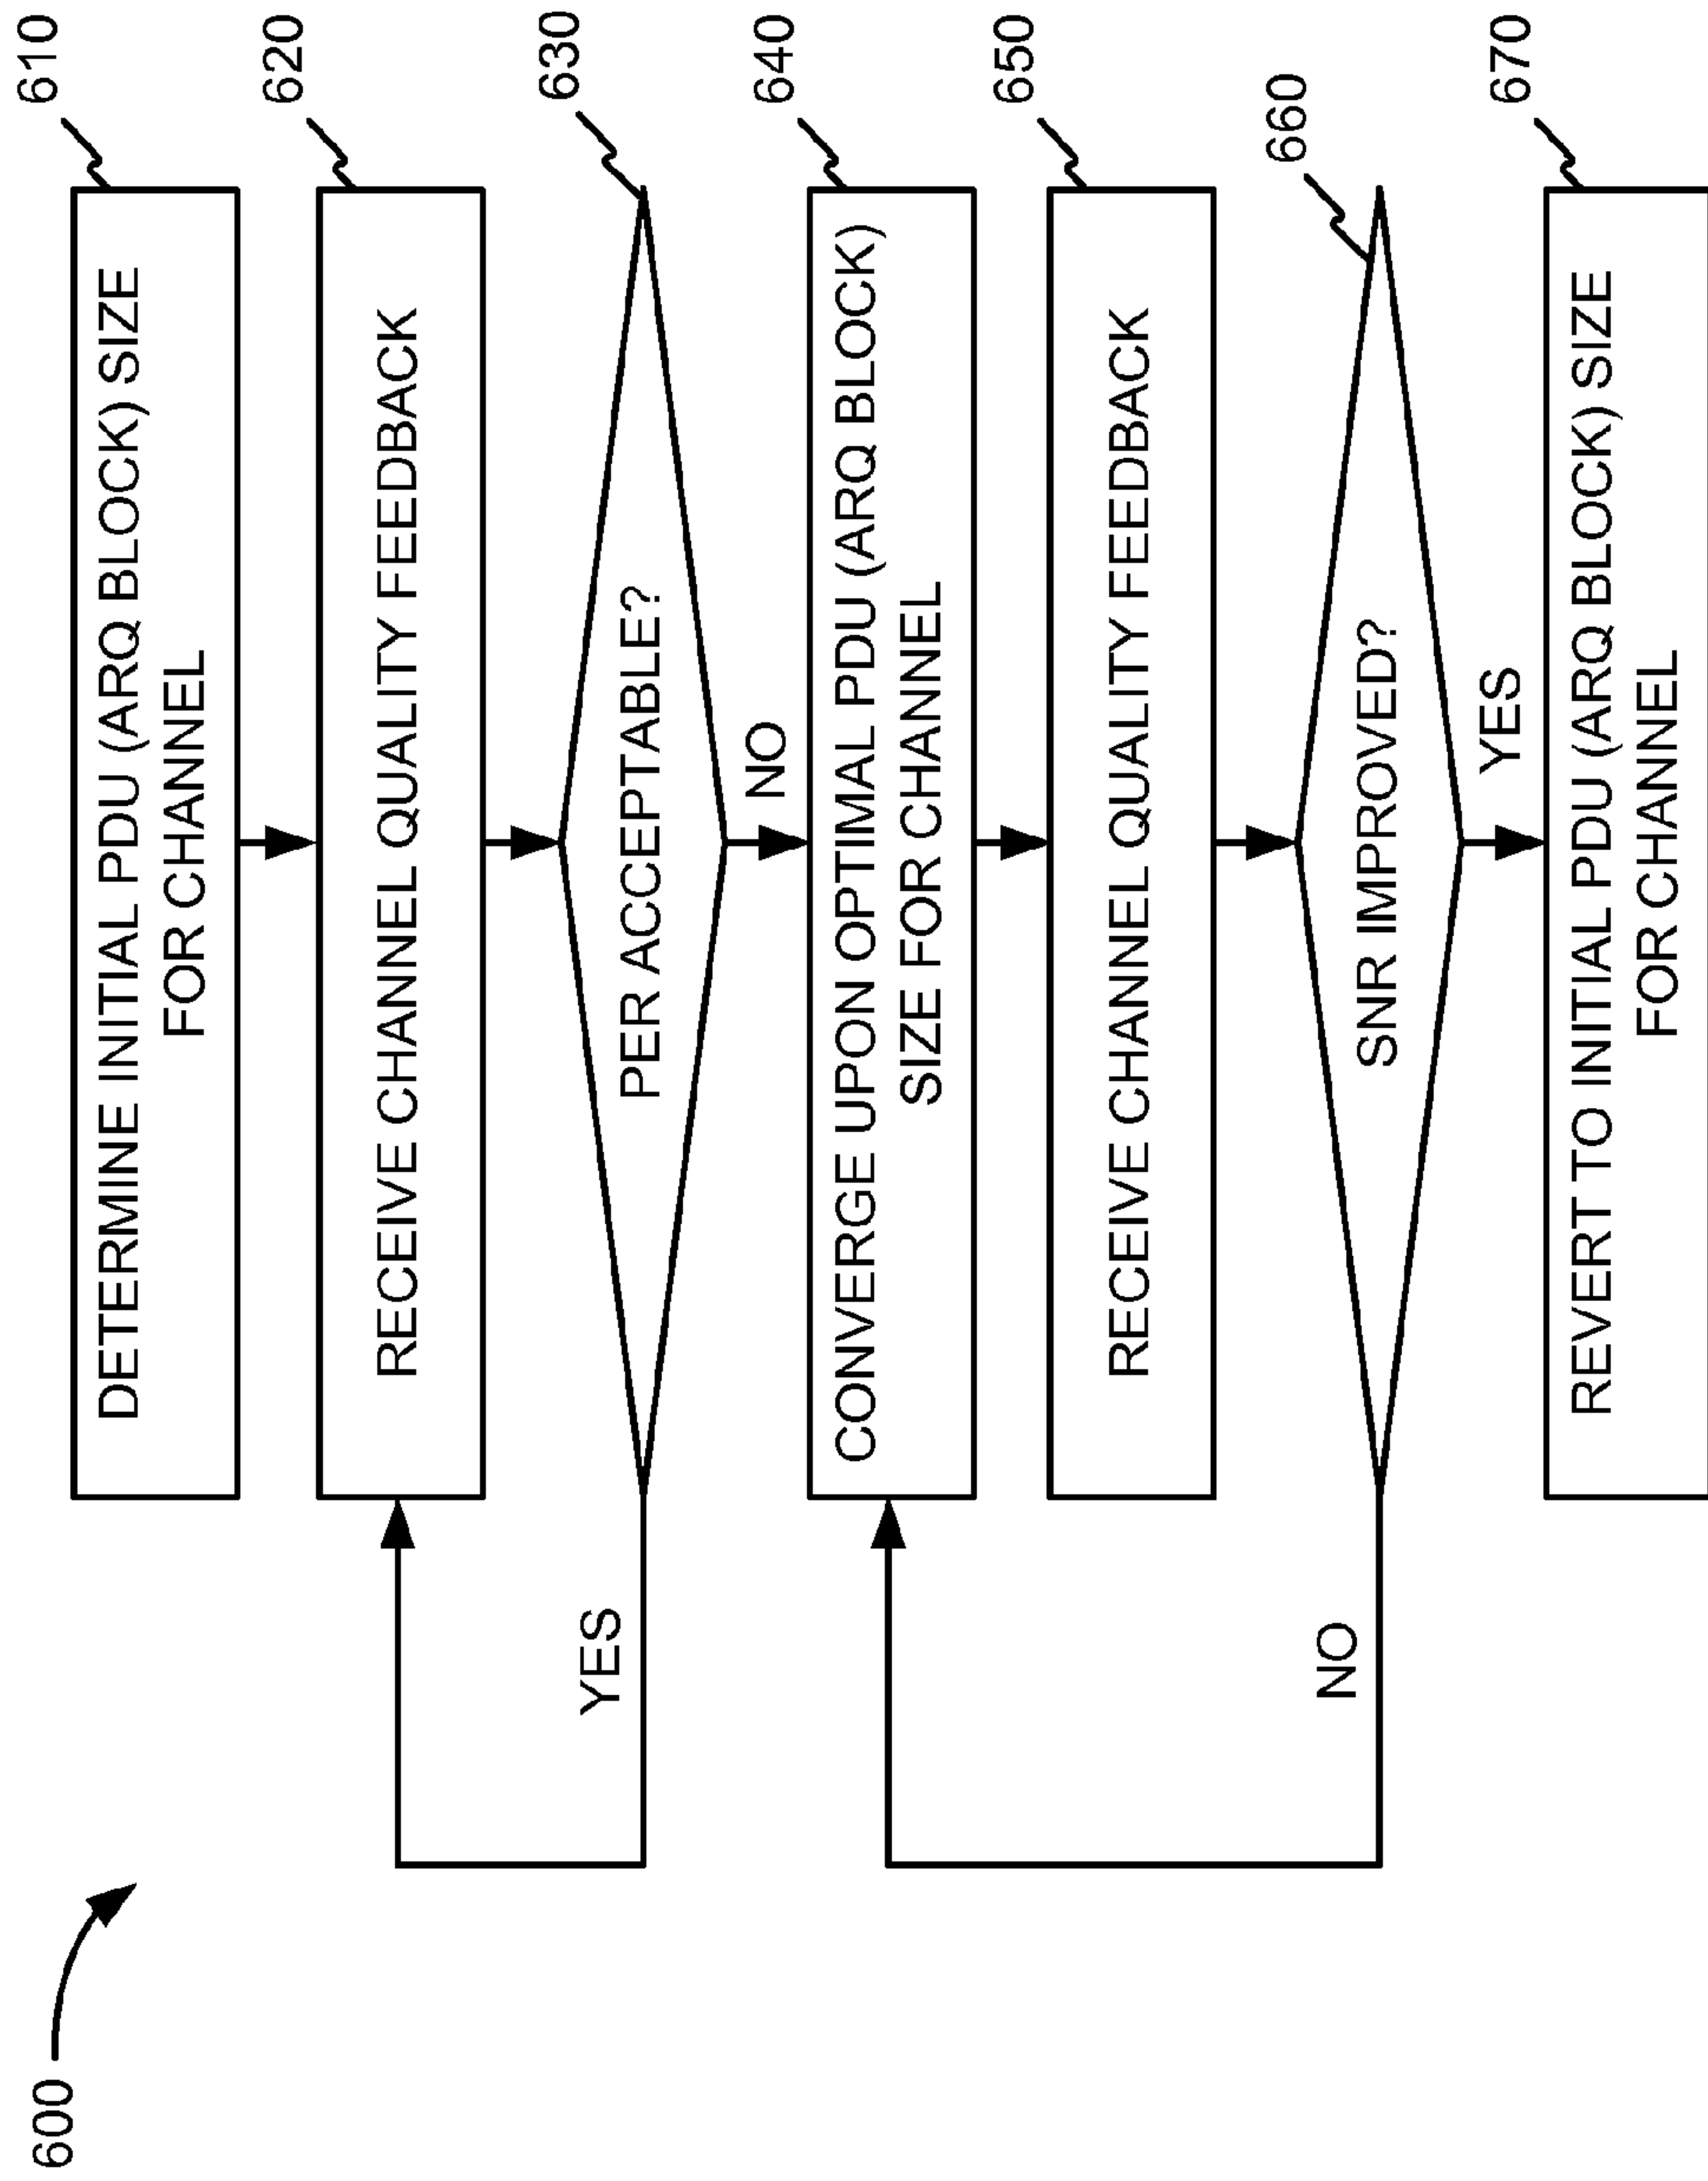 600
610
DETERMINE INITIAL PDU (ARQ BLOCK) SIZE
FOR CHANNEL
620
RECEIVE CHANNEL QUALITY FEEDBACK
630
PER ACCEPTABLE?
YES
NO
640
CONVERGE UPON OPTIMAL PDU (ARQ BLOCK)
SIZE FOR CHANNEL
650
RECEIVE CHANNEL QUALITY FEEDBACK
660
SNR IMPROVED?
NO
YES
670
REVERT TO INITIAL PDU (ARQ BLOCK) SIZE
FOR CHANNEL